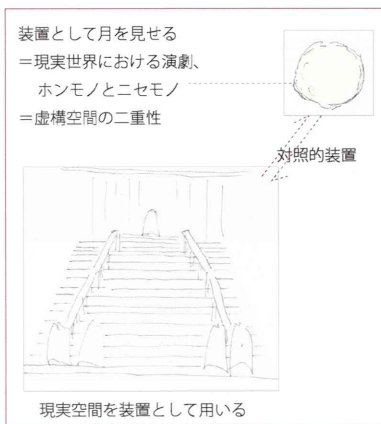 装置として月を見せる
＝現実世界における演劇、
ホンモノとニセモノ
＝虚構空間の二重性
対照的装置
現実空間を装置として用いる